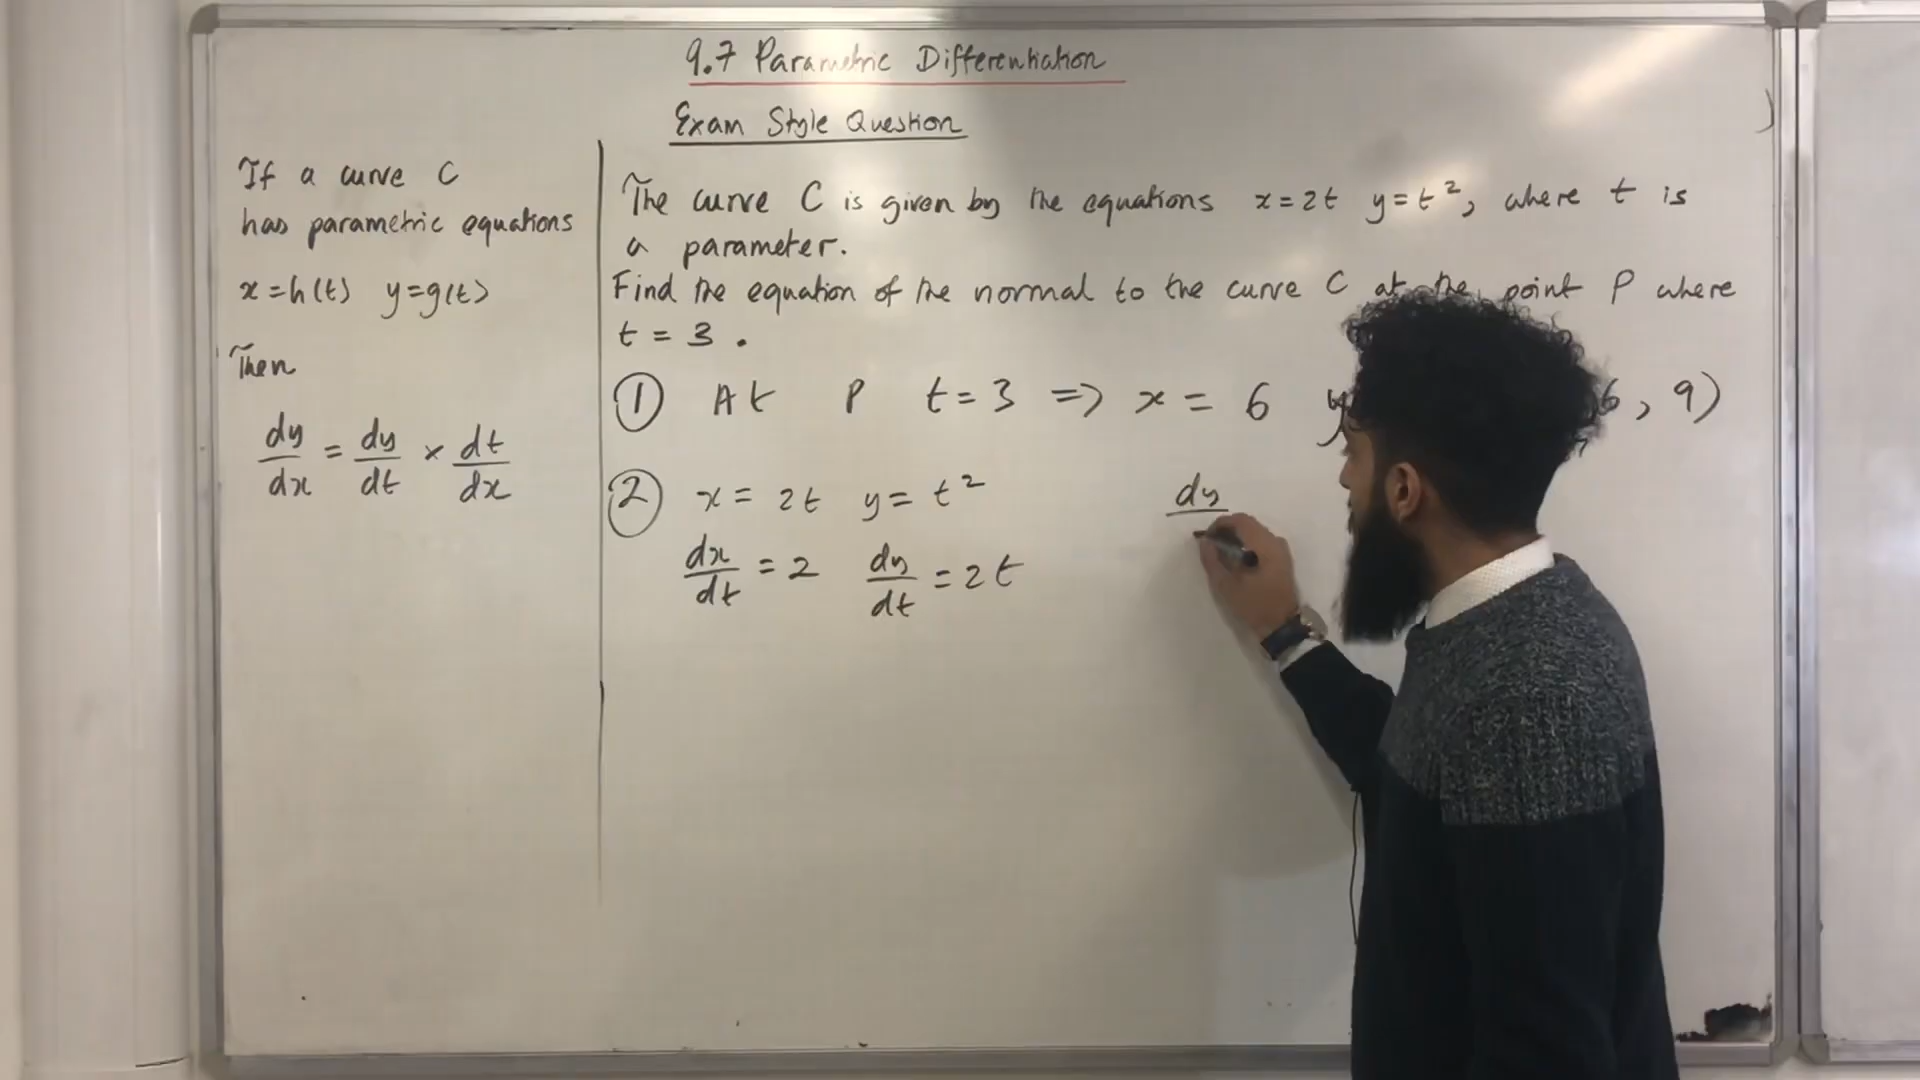 9.7 Parametric Differentiation
Exam Style Question
If a curve C
has parametric equations
x = h(t) y = g(t)
Then
dy/dx = dy/dt × dt/dx
The curve C is given by the equations x = 2t y = t², where t is
a parameter.
Find the equation of the normal to the curve C at the point P where
t = 3 .
① At P t = 3 => x = 6 y 6, 9)
② x = 2t y = t² dy
dx/dt = 2 dy/dt = 2t